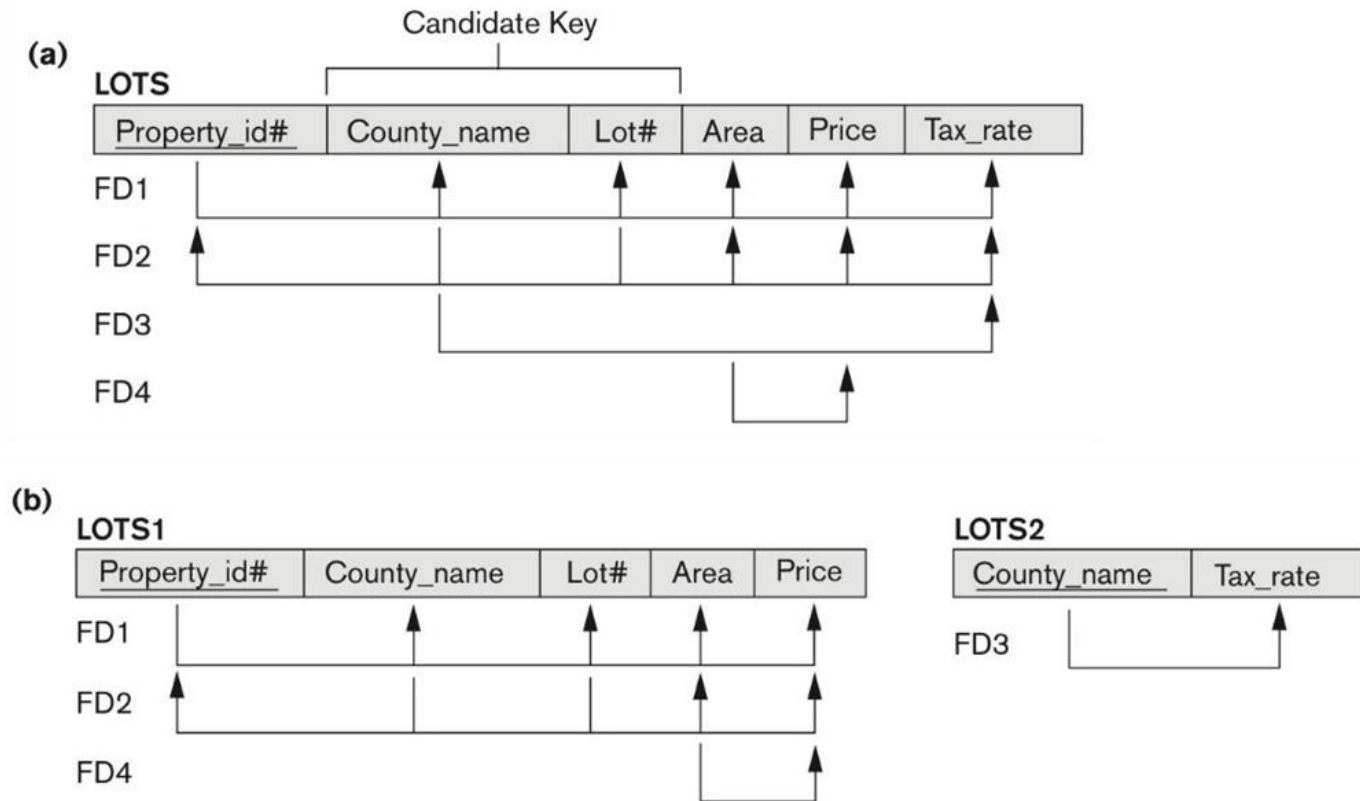 Candidate Key
(a)
LOTS
Property_id# County_name Lot# Area Price Tax_rate
FD1
FD2
FD3
FD4
(b)
LOTS1
Property_id# County_name Lot# Area Price
FD1
FD2
FD4
LOTS2
County_name Tax_rate
FD3